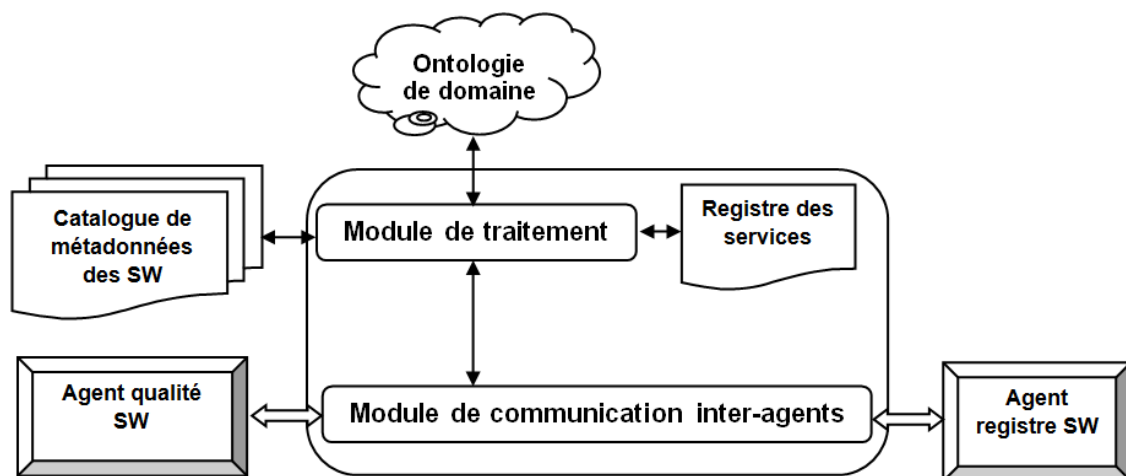 Ontologie
de domaine
Catalogue de
métadonnées
des SW
Module de traitement
Registre des
services
Agent qualité
SW
Module de communication inter-agents
Agent
registre SW